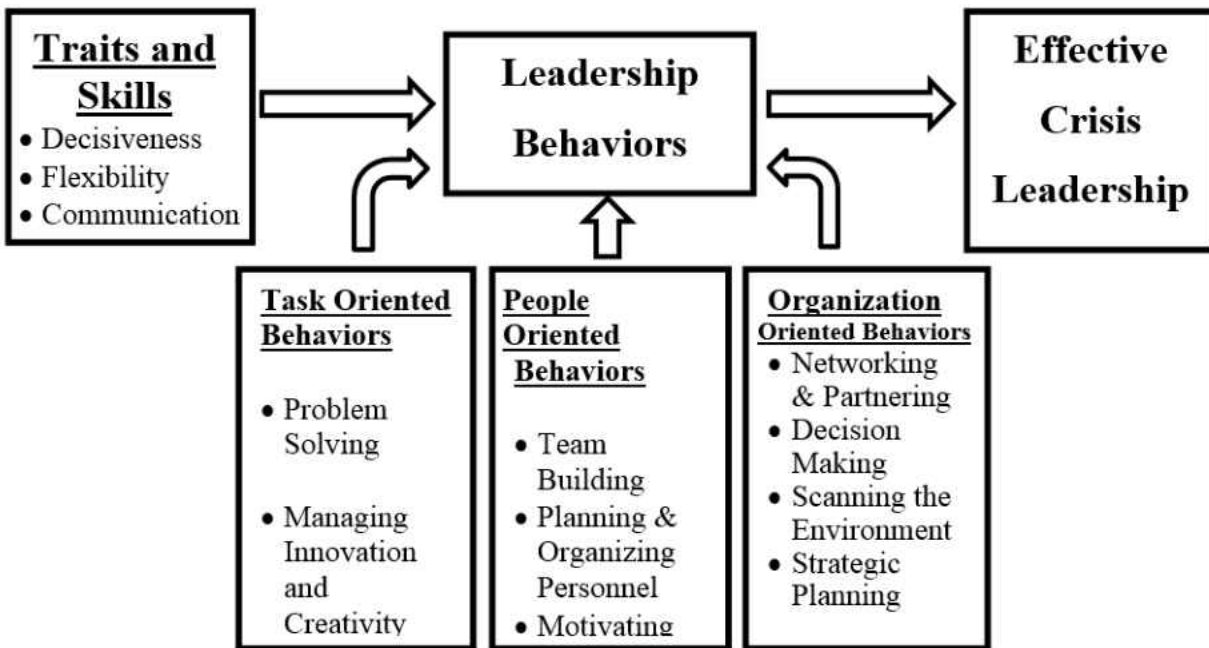 Traits and
Skills
• Decisiveness
• Flexibility
• Communication
Leadership
Behaviors
Effective
Crisis
Leadership
Task Oriented
Behaviors
• Problem
Solving
• Managing
Innovation
and
Creativity
People
Oriented
Behaviors
• Team
Building
• Planning &
Organizing
Personnel
• Motivating
Organization
Oriented Behaviors
• Networking
& Partnering
• Decision
Making
• Scanning the
Environment
• Strategic
Planning